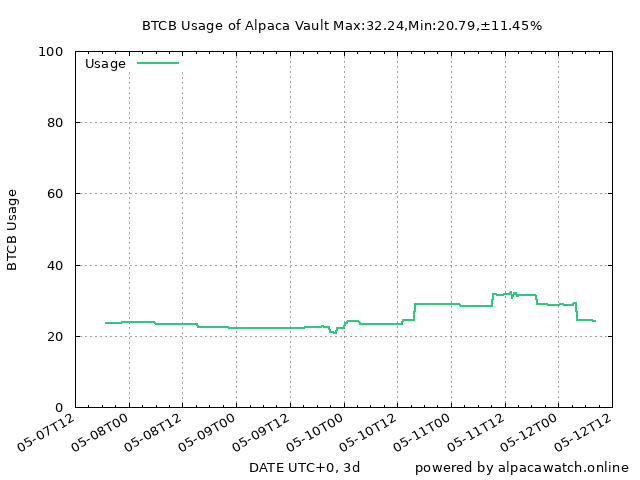 BTCB Usage of Alpaca Vault Max:32.24,Min:20.79,±11.45%
Usage
100
80
60
40
20
0
BTCB Usage
05-07T12 05-08T00 05-08T12 05-09T00 05-09T12 05-10T00 05-10T12 05-11T00 05-11T12 05-12T00 05-12T12
DATE UTC+0, 3d powered by alpacawatch.online